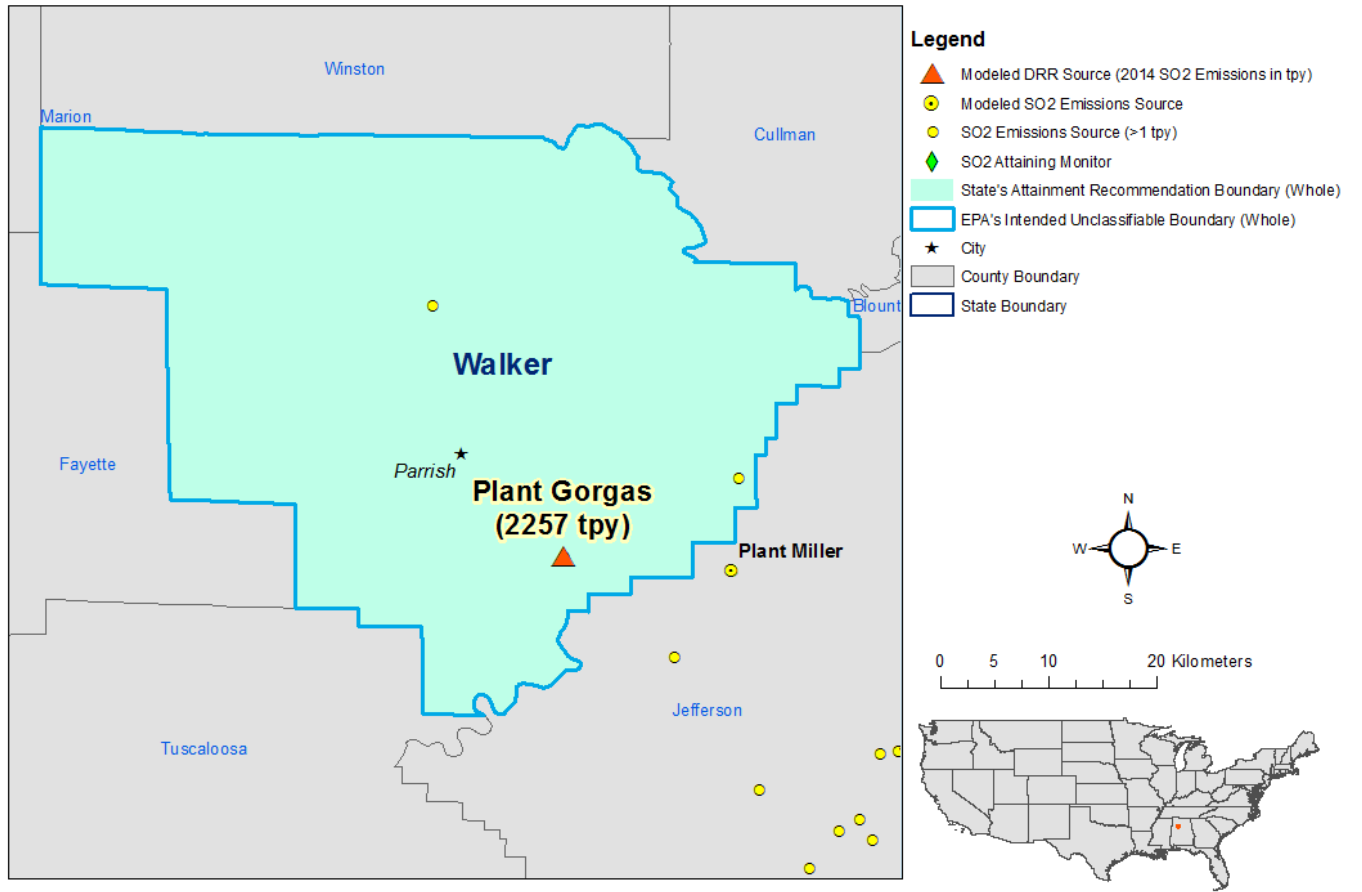 Winston
Marion
Cullman
Blount
Walker
Fayette
Parrish
Plant Gorgas
(2257 tpy)
Plant Miller
Jefferson
Tuscaloosa
Legend
Modeled DRR Source (2014 SO2 Emissions in tpy)
Modeled SO2 Emissions Source
SO2 Emissions Source (>1 tpy)
SO2 Attaining Monitor
State's Attainment Recommendation Boundary (Whole)
EPA's Intended Unclassifiable Boundary (Whole)
City
County Boundary
State Boundary
N
W E
S
0 5 10 20 Kilometers